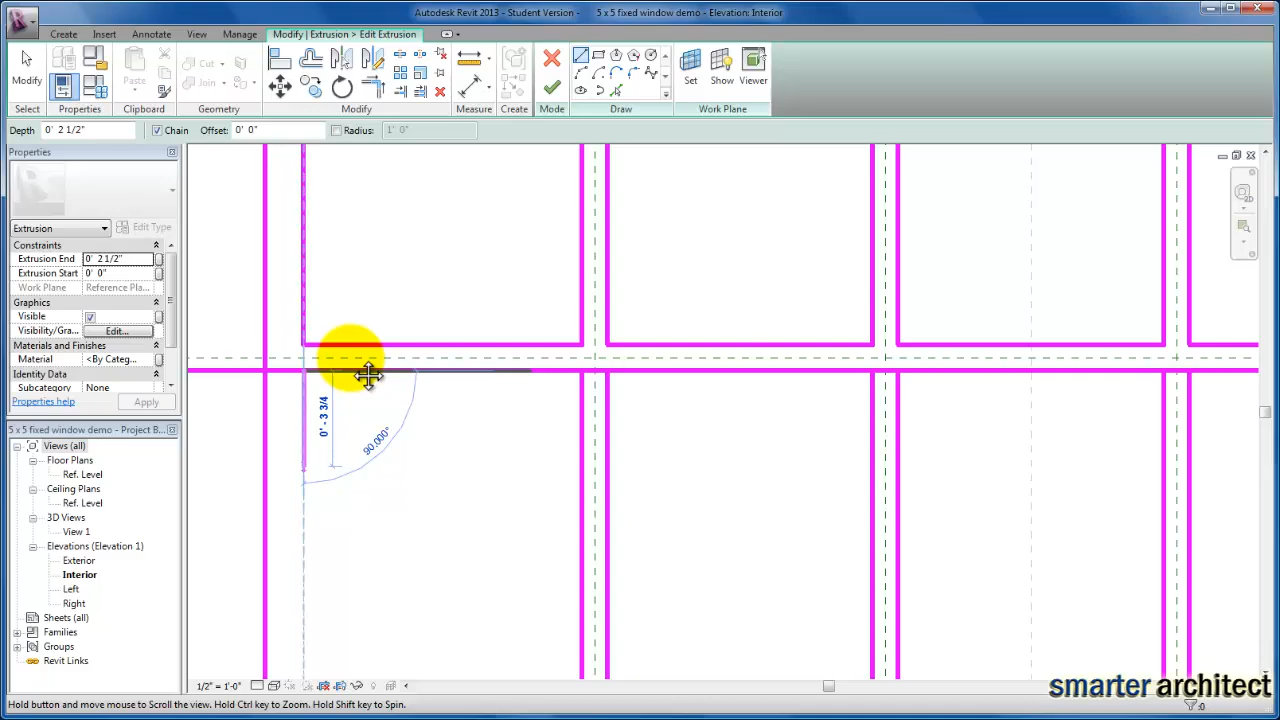 Autodesk Revit 2013 - Student Version - 5 x 5 fixed window demo - Elevation: Interior
Create Insert Annotate View Manage Modify | Extrusion > Edit Extrusion
Modify Paste Cut Join Set Show Viewer
Select Properties Clipboard Geometry Modify Measure Create Mode Draw Work Plane
Depth 0' 2 1/2" Chain Offset: 0' 0" Radius: 1' 0"
Properties
Extrusion Edit Type
Constraints
Extrusion End 0' 2 1/2"
Extrusion Start 0' 0"
Work Plane Reference Pla...
Graphics
Visible
Visibility/Gra... Edit...
Materials and Finishes
Material <By Categ...
Identity Data
Subcategory None
Properties help Apply
5 x 5 fixed window demo - Project B...
Views (all)
Floor Plans
Ref. Level
Ceiling Plans
Ref. Level
3D Views
View 1
Elevations (Elevation 1)
Exterior
Interior
Left
Right
Sheets (all)
Families
Groups
Revit Links
0' - 3 3/4
90.000°
1/2" = 1'-0"
smarter architect
Hold button and move mouse to Scroll the view. Hold Ctrl key to Zoom. Hold Shift key to Spin.
:0